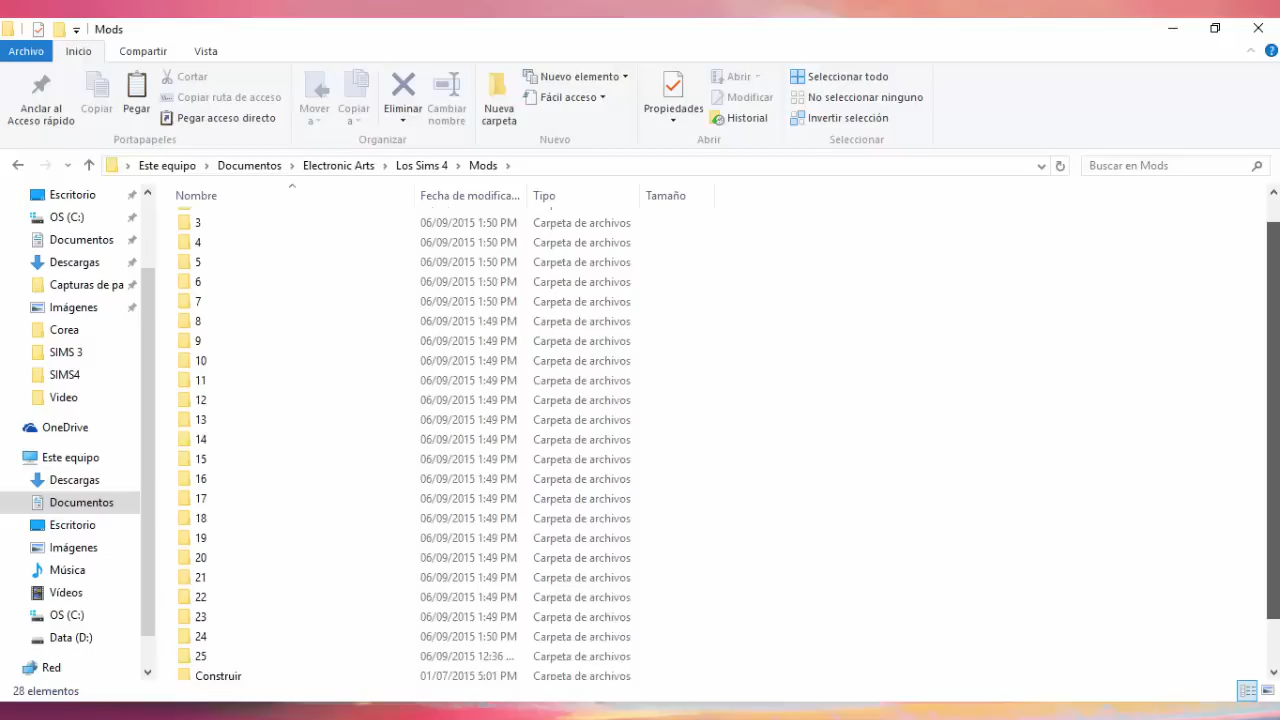 Mods
Archivo Inicio Compartir Vista
Anclar al Acceso rápido
Copiar
Pegar
Cortar
Copiar ruta de acceso
Pegar acceso directo
Portapapeles
Mover a
Copiar a
Eliminar
Cambiar nombre
Organizar
Nueva carpeta
Nuevo elemento
Fácil acceso
Nuevo
Propiedades
Abrir
Modificar
Historial
Abrir
Seleccionar todo
No seleccionar ninguno
Invertir selección
Seleccionar
Este equipo > Documentos > Electronic Arts > Los Sims 4 > Mods >
Buscar en Mods
Escritorio
OS (C:)
Documentos
Descargas
Capturas de pa
Imágenes
Corea
SIMS 3
SIMS4
Video
OneDrive
Este equipo
Descargas
Documentos
Escritorio
Imágenes
Música
Vídeos
OS (C:)
Data (D:)
Red
Nombre Fecha de modifica... Tipo Tamaño
3 06/09/2015 1:50 PM Carpeta de archivos
4 06/09/2015 1:50 PM Carpeta de archivos
5 06/09/2015 1:50 PM Carpeta de archivos
6 06/09/2015 1:50 PM Carpeta de archivos
7 06/09/2015 1:50 PM Carpeta de archivos
8 06/09/2015 1:49 PM Carpeta de archivos
9 06/09/2015 1:49 PM Carpeta de archivos
10 06/09/2015 1:49 PM Carpeta de archivos
11 06/09/2015 1:49 PM Carpeta de archivos
12 06/09/2015 1:49 PM Carpeta de archivos
13 06/09/2015 1:49 PM Carpeta de archivos
14 06/09/2015 1:49 PM Carpeta de archivos
15 06/09/2015 1:49 PM Carpeta de archivos
16 06/09/2015 1:49 PM Carpeta de archivos
17 06/09/2015 1:49 PM Carpeta de archivos
18 06/09/2015 1:49 PM Carpeta de archivos
19 06/09/2015 1:49 PM Carpeta de archivos
20 06/09/2015 1:49 PM Carpeta de archivos
21 06/09/2015 1:49 PM Carpeta de archivos
22 06/09/2015 1:49 PM Carpeta de archivos
23 06/09/2015 1:49 PM Carpeta de archivos
24 06/09/2015 1:50 PM Carpeta de archivos
25 06/09/2015 12:36 ... Carpeta de archivos
Construir 01/07/2015 5:01 PM Carpeta de archivos
28 elementos